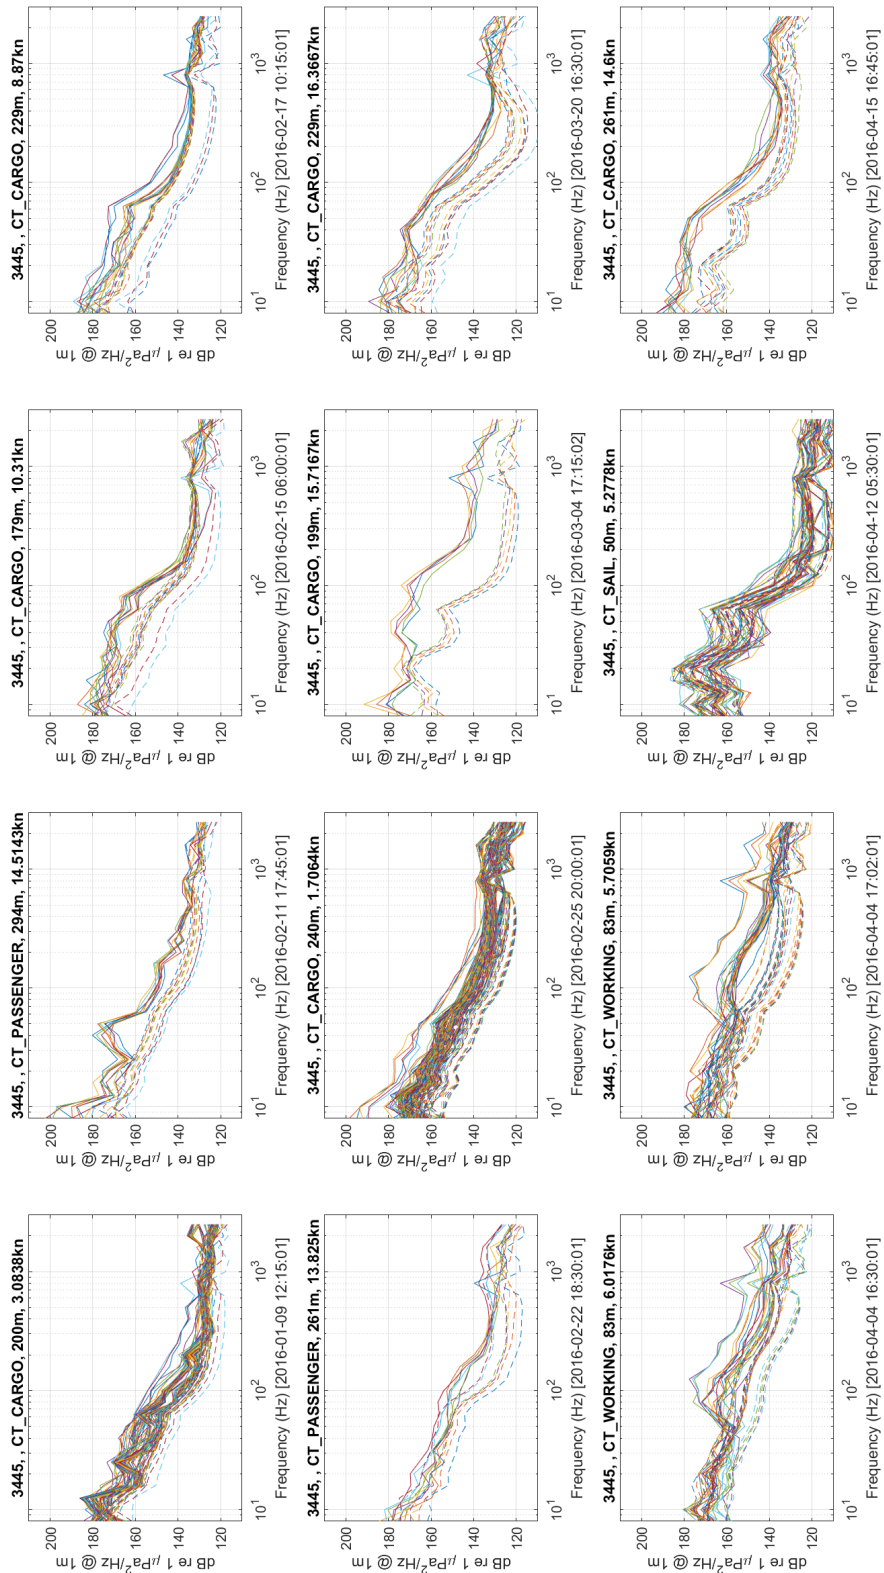 3445, , CT_CARGO, 200m, 3.0838kn
dB re 1 μPa²/Hz @ 1m
200
180
160
140
120
10¹ 10² 10³
Frequency (Hz) [2016-01-09 12:15:01]
3445, , CT_PASSENGER, 294m, 14.5143kn
dB re 1 μPa²/Hz @ 1m
200
180
160
140
120
10¹ 10² 10³
Frequency (Hz) [2016-02-11 17:45:01]
3445, , CT_CARGO, 179m, 10.31kn
dB re 1 μPa²/Hz @ 1m
200
180
160
140
120
10¹ 10² 10³
Frequency (Hz) [2016-02-15 06:00:01]
3445, , CT_CARGO, 229m, 8.87kn
dB re 1 μPa²/Hz @ 1m
200
180
160
140
120
10¹ 10² 10³
Frequency (Hz) [2016-02-17 10:15:01]
3445, , CT_PASSENGER, 261m, 13.825kn
dB re 1 μPa²/Hz @ 1m
200
180
160
140
120
10¹ 10² 10³
Frequency (Hz) [2016-02-22 18:30:01]
3445, , CT_CARGO, 240m, 1.7064kn
dB re 1 μPa²/Hz @ 1m
200
180
160
140
120
10¹ 10² 10³
Frequency (Hz) [2016-02-25 20:00:01]
3445, , CT_CARGO, 199m, 15.7167kn
dB re 1 μPa²/Hz @ 1m
200
180
160
140
120
10¹ 10² 10³
Frequency (Hz) [2016-03-04 17:15:02]
3445, , CT_CARGO, 229m, 16.3667kn
dB re 1 μPa²/Hz @ 1m
200
180
160
140
120
10¹ 10² 10³
Frequency (Hz) [2016-03-20 16:30:01]
3445, , CT_WORKING, 83m, 6.0176kn
dB re 1 μPa²/Hz @ 1m
200
180
160
140
120
10¹ 10² 10³
Frequency (Hz) [2016-04-04 16:30:01]
3445, , CT_WORKING, 83m, 5.7059kn
dB re 1 μPa²/Hz @ 1m
200
180
160
140
120
10¹ 10² 10³
Frequency (Hz) [2016-04-04 17:02:01]
3445, , CT_SAIL, 50m, 5.2778kn
dB re 1 μPa²/Hz @ 1m
200
180
160
140
120
10¹ 10² 10³
Frequency (Hz) [2016-04-12 05:30:01]
3445, , CT_CARGO, 261m, 14.6kn
dB re 1 μPa²/Hz @ 1m
200
180
160
140
120
10¹ 10² 10³
Frequency (Hz) [2016-04-15 16:45:01]